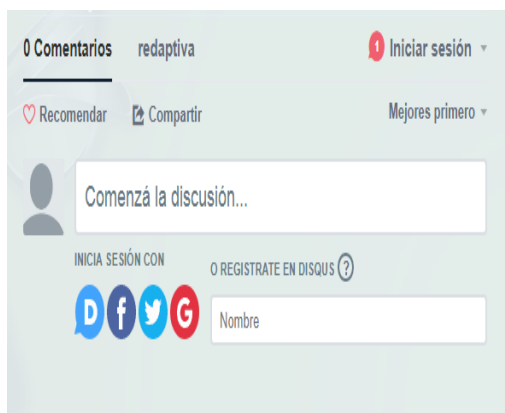 0 Comentarios redaptiva 1 Iniciar sesión
Recomendar Compartir Mejores primero
Comenzá la discusión...
INICIA SESIÓN CON
O REGISTRATE EN DISQUS ?
D f G
Nombre